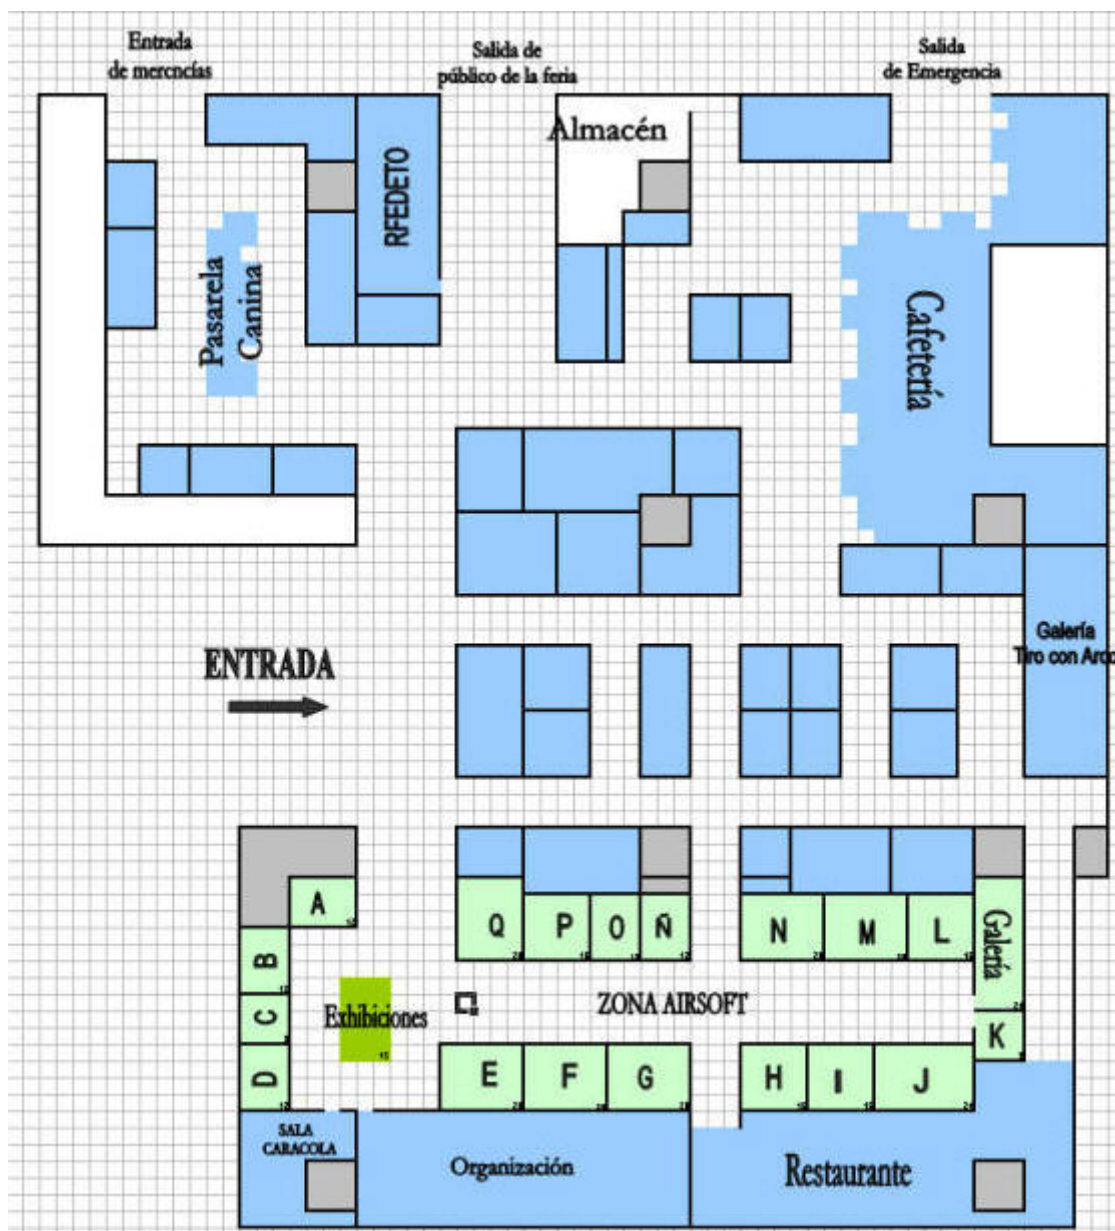 Entrada
de mercncías
Salida de
público de la feria
Salida
de Emergencia
Almacén
RFEDETO
Pasarela
Canina
Cafetería
Galería
Tiro con Arco
ENTRADA
A
B
C
D
Exhibiciones
15
Q
P
O
Ñ
N
M
L
Galería
K
ZONA AIRSOFT
E
F
G
H
I
J
SALA
CARACOLA
Organización
Restaurante